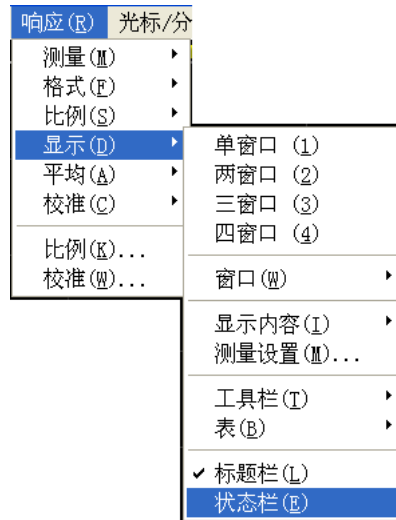 响应(R) 光标/分
测量(M)
格式(F)
比例(S)
显示(D)
平均(A)
校准(C)
比例(K)...
校准(W)...
单窗口 (1)
两窗口 (2)
三窗口 (3)
四窗口 (4)
窗口(W)
显示内容(I)
测量设置(M)...
工具栏(T)
表(B)
标题栏(L)
状态栏(E)